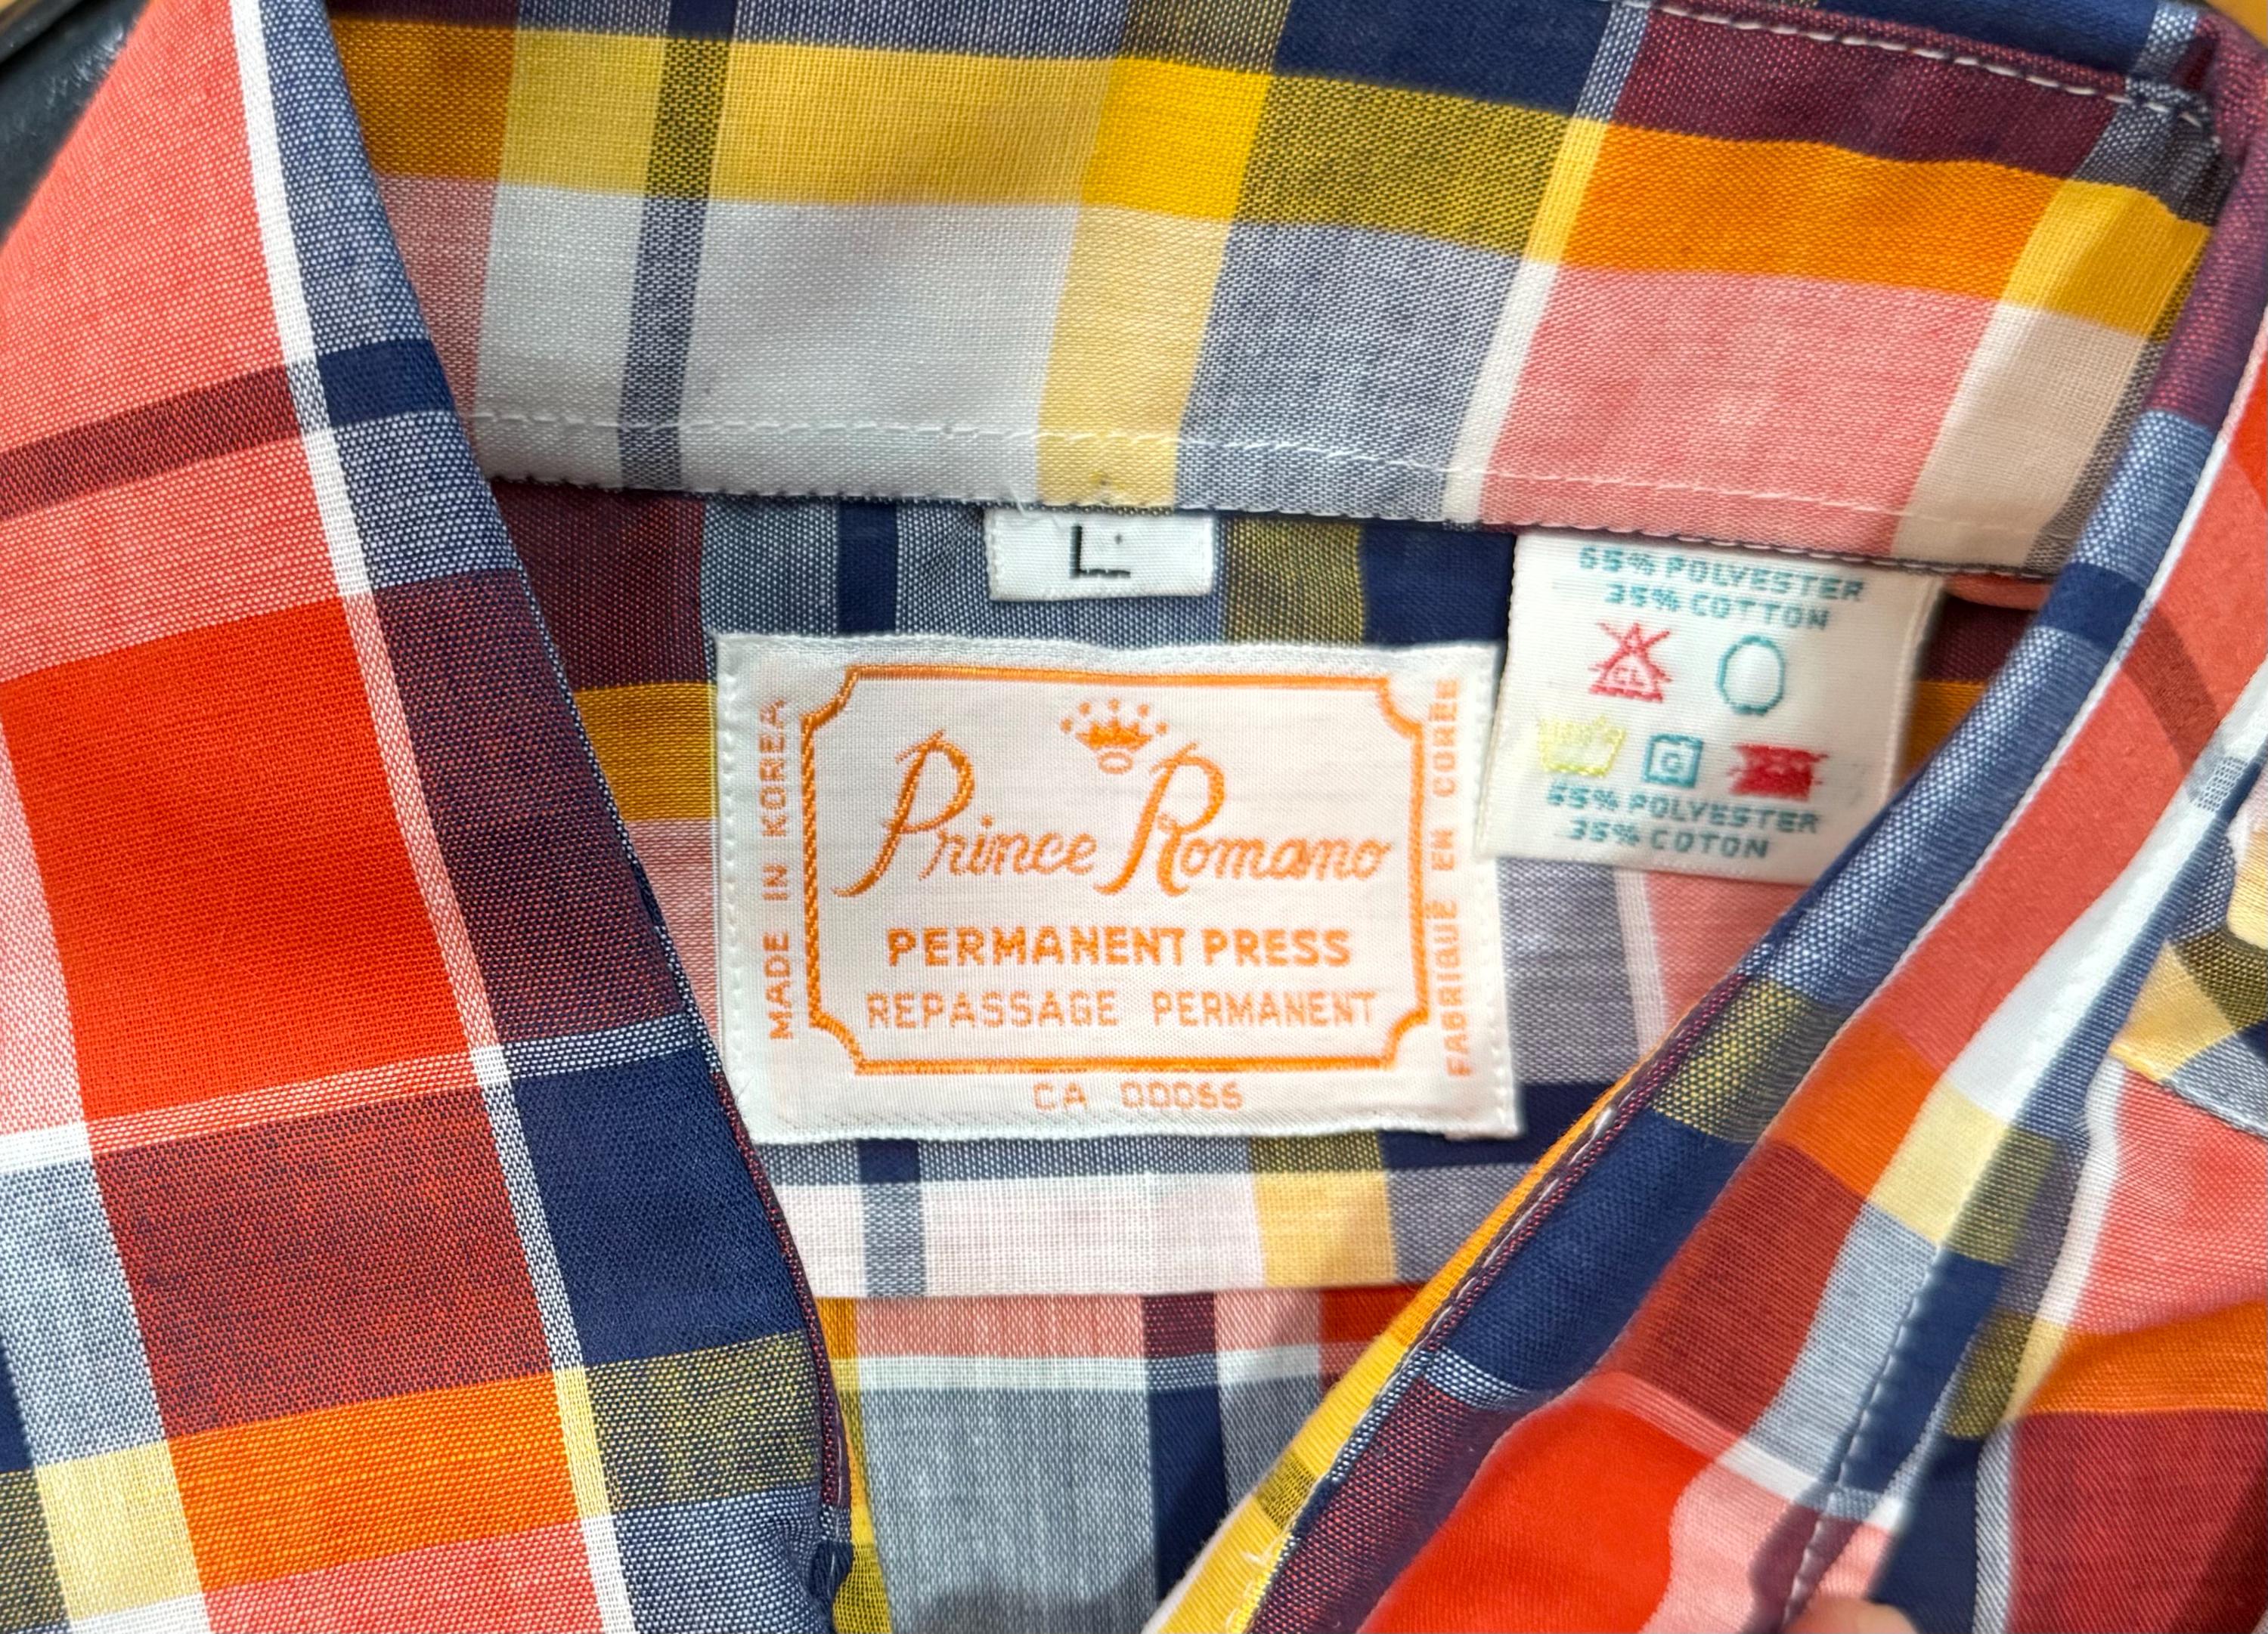 L
65% POLYESTER
35% COTTON
CL
C
65% POLYESTER
35% COTON
MADE IN KOREA
Prince Romano
PERMANENT PRESS
REPASSAGE PERMANENT
FABRIQUÉ EN CORÉE
CA 00066